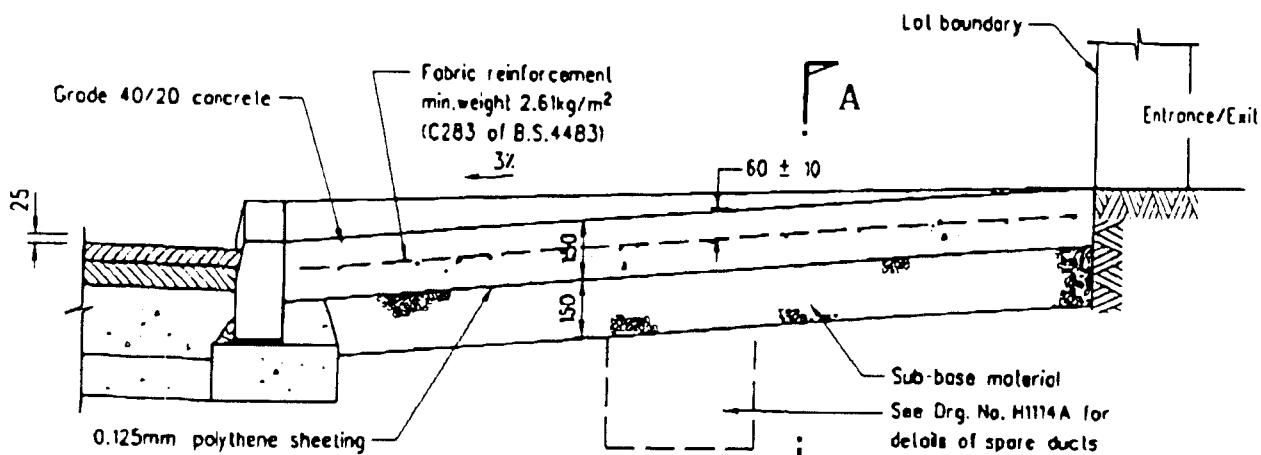 Lot boundary
Fabric reinforcement
min.weight 2.61kg/m²
(C283 of B.S.4483)
Grade 40/20 concrete
A
Entrance/Exit
3%
60 ± 10
25
150
150
Sub-base material
See Drg. No. H1114A for
details of spare ducts
0.125mm polythene sheeting